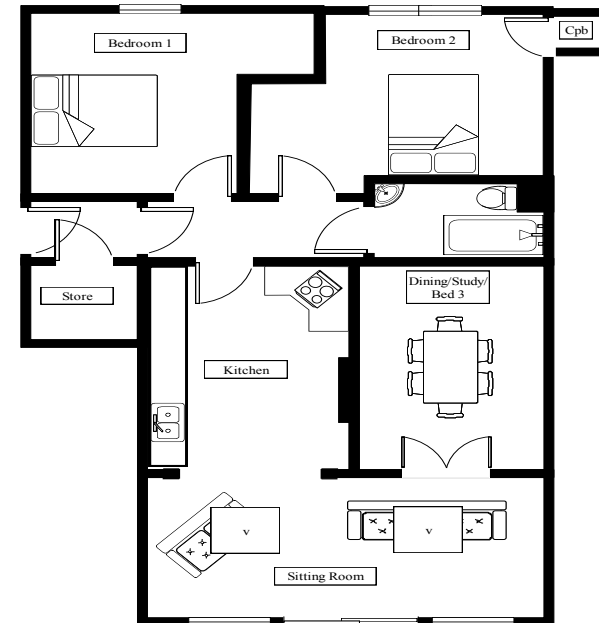 Cpb
Bedroom 1
Bedroom 2
Store
Dining/Study/
Bed 3
Kitchen
v
v
Sitting Room